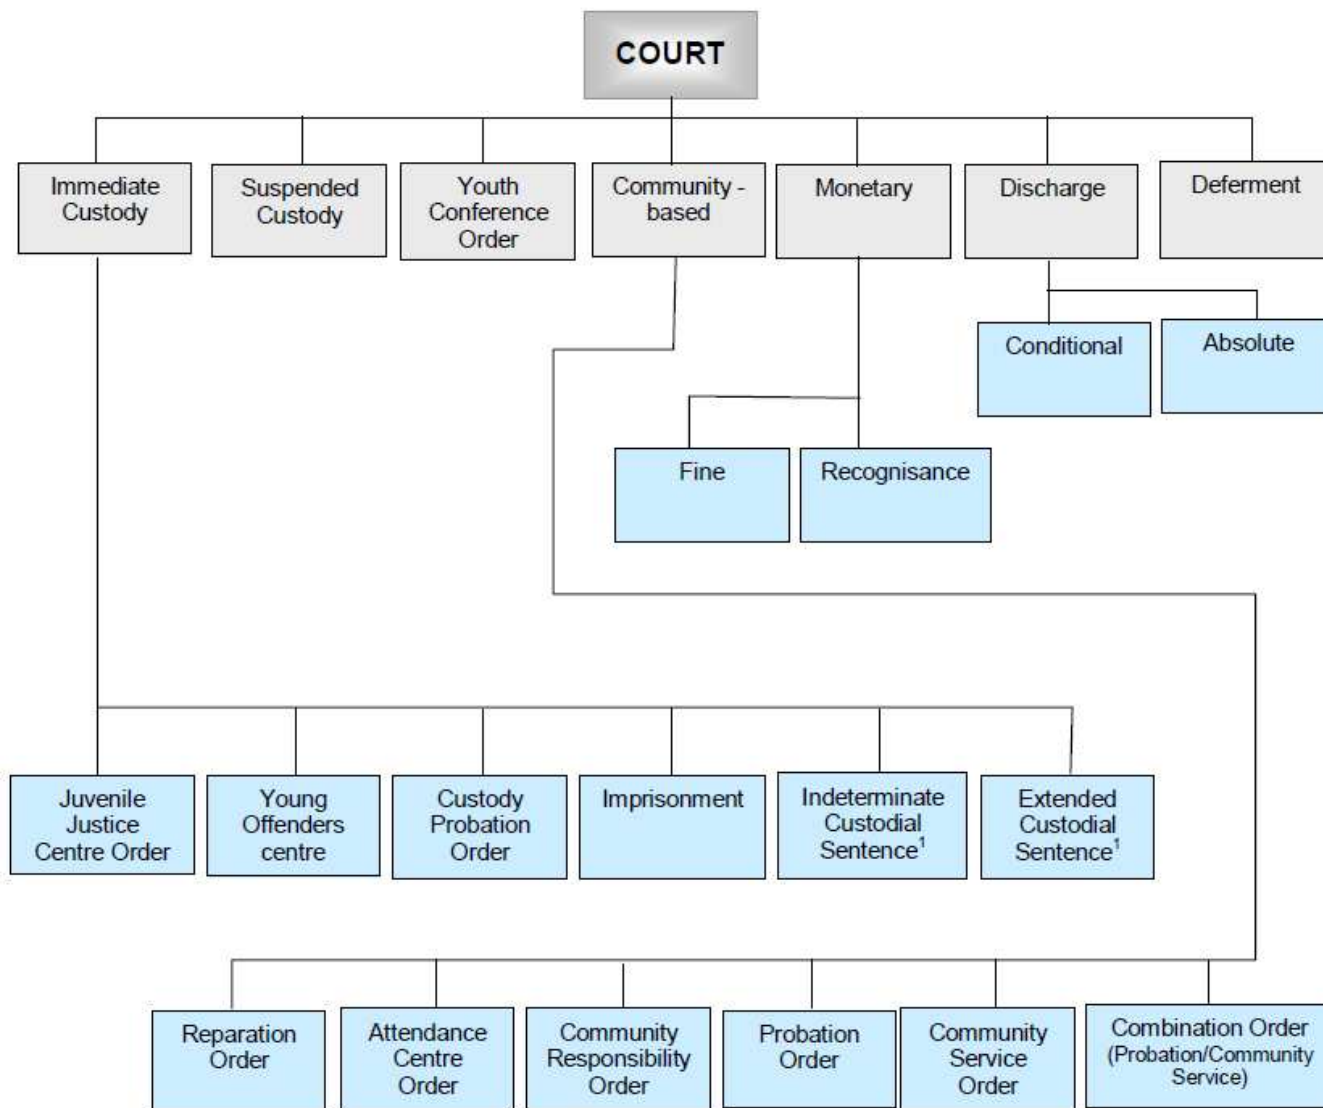 COURT
Immediate
Custody
Suspended
Custody
Youth
Conference
Order
Community -
based
Monetary
Discharge
Deferment
Conditional
Absolute
Fine
Recognisance
Juvenile
Justice
Centre Order
Young
Offenders
centre
Custody
Probation
Order
Imprisonment
Indeterminate
Custodial
Sentence¹
Extended
Custodial
Sentence¹
Reparation
Order
Attendance
Centre
Order
Community
Responsibility
Order
Probation
Order
Community
Service
Order
Combination Order
(Probation/Community
Service)